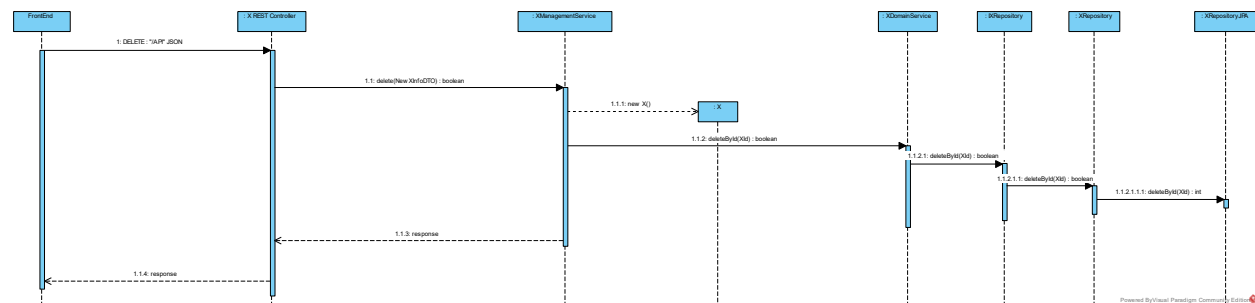 FrontEnd
: X REST Controller
: XManagementService
: XDomainService
: IXRepository
: XRepository
: XRepositoryJPA
1: DELETE : "/API" JSON
1.1: delete(New XInfoDTO) : boolean
1.1.1: new X()
: X
1.1.2: deleteById(XId) : boolean
1.1.2.1: deleteById(XId) : boolean
1.1.2.1.1: deleteById(XId) : boolean
1.1.2.1.1.1: deleteById(XId) : int
1.1.3: response
1.1.4: response
Powered By Visual Paradigm Community Edition